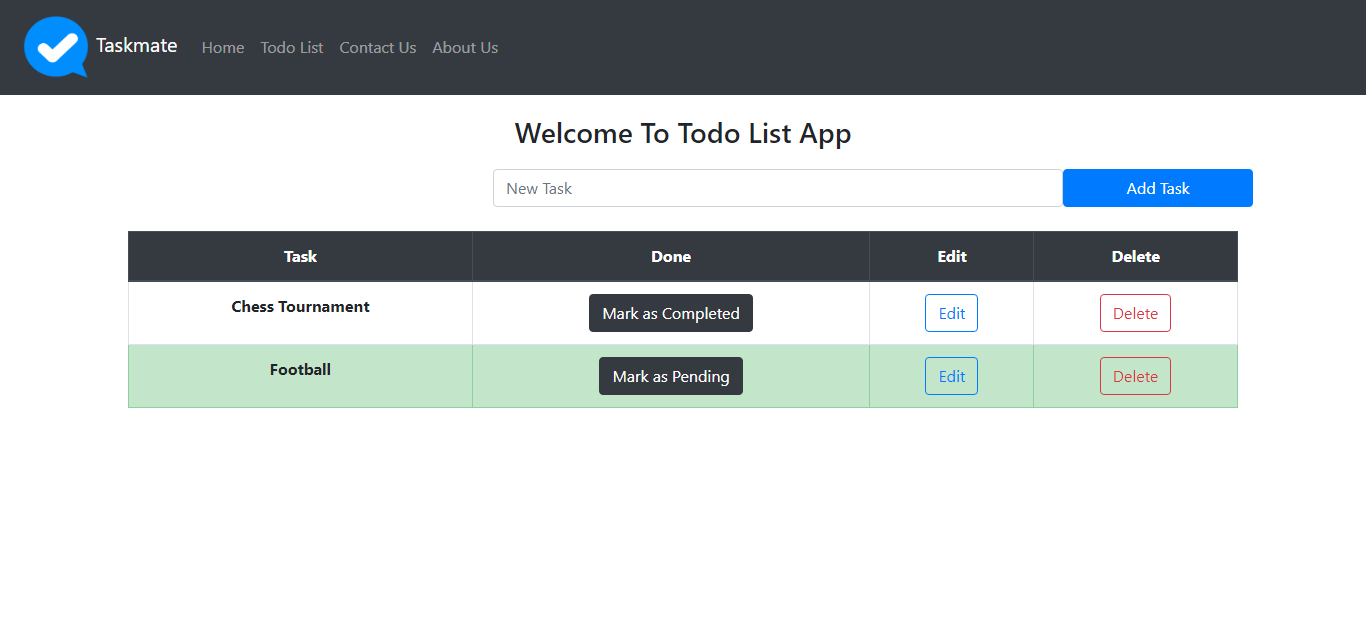 Taskmate Home Todo List Contact Us About Us
Welcome To Todo List App
New Task Add Task
Task Done Edit Delete
Chess Tournament Mark as Completed Edit Delete
Football Mark as Pending Edit Delete